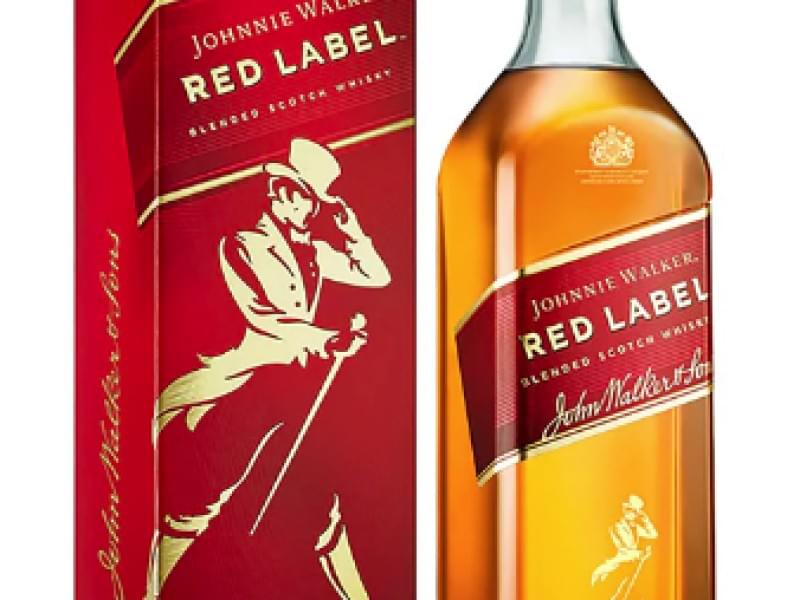 JOHNNIE WALKER
RED LABEL
BLENDED SCOTCH WHISKY
John Walker & Sons
JOHNNIE WALKER.
RED LABEL
BLENDED SCOTCH WHISKY
John Walker & Sons